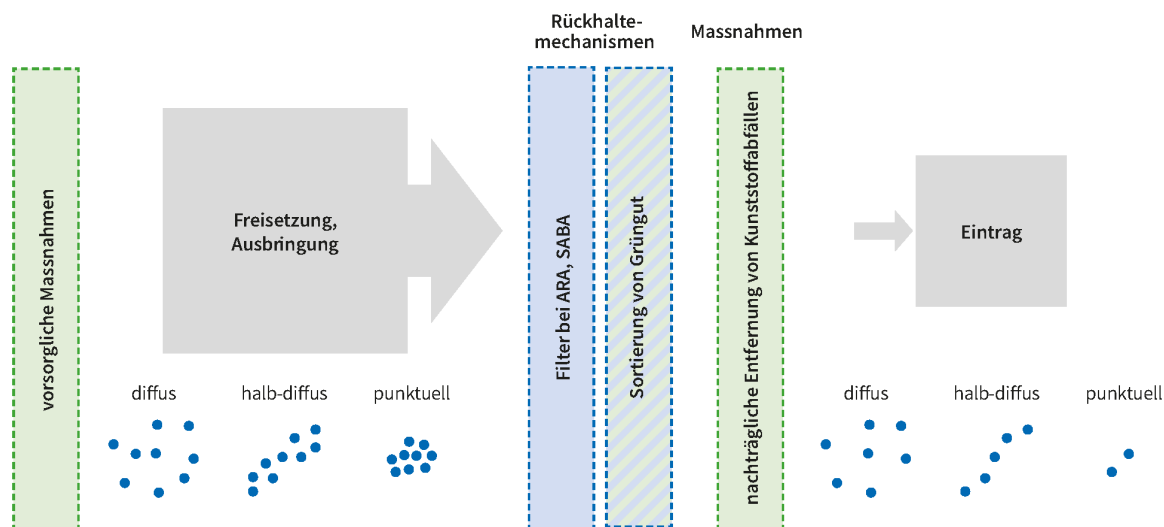 Rückhalte-
mechanismen
Massnahmen
vorsorgliche Massnahmen
Freisetzung,
Ausbringung
Filter bei ARA, SABA
Sortierung von Grüngut
nachträgliche Entfernung von Kunststoffabfällen
Eintrag
diffus
halb-diffus
punktuell
diffus
halb-diffus
punktuell